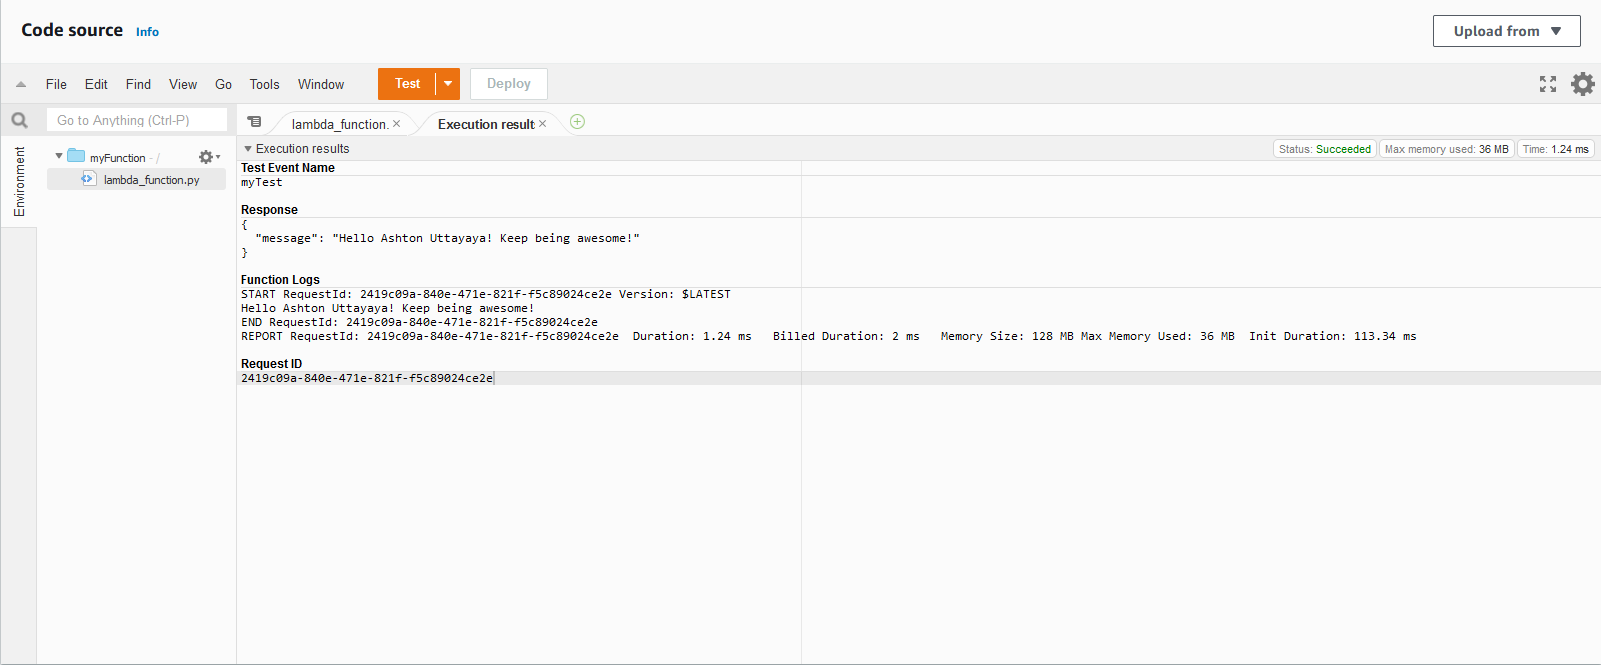 Code source Info
Upload from
File Edit Find View Go Tools Window Test Deploy
Go to Anything (Ctrl-P)
lambda_function. Execution result
Environment
myFunction - /
lambda_function.py
Execution results
Status: Succeeded Max memory used: 36 MB Time: 1.24 ms
Test Event Name
myTest
Response
{
"message": "Hello Ashton Uttayaya! Keep being awesome!"
}
Function Logs
START RequestId: 2419c09a-840e-471e-821f-f5c89024ce2e Version: $LATEST
Hello Ashton Uttayaya! Keep being awesome!
END RequestId: 2419c09a-840e-471e-821f-f5c89024ce2e
REPORT RequestId: 2419c09a-840e-471e-821f-f5c89024ce2e Duration: 1.24 ms Billed Duration: 2 ms Memory Size: 128 MB Max Memory Used: 36 MB Init Duration: 113.34 ms
Request ID
2419c09a-840e-471e-821f-f5c89024ce2e